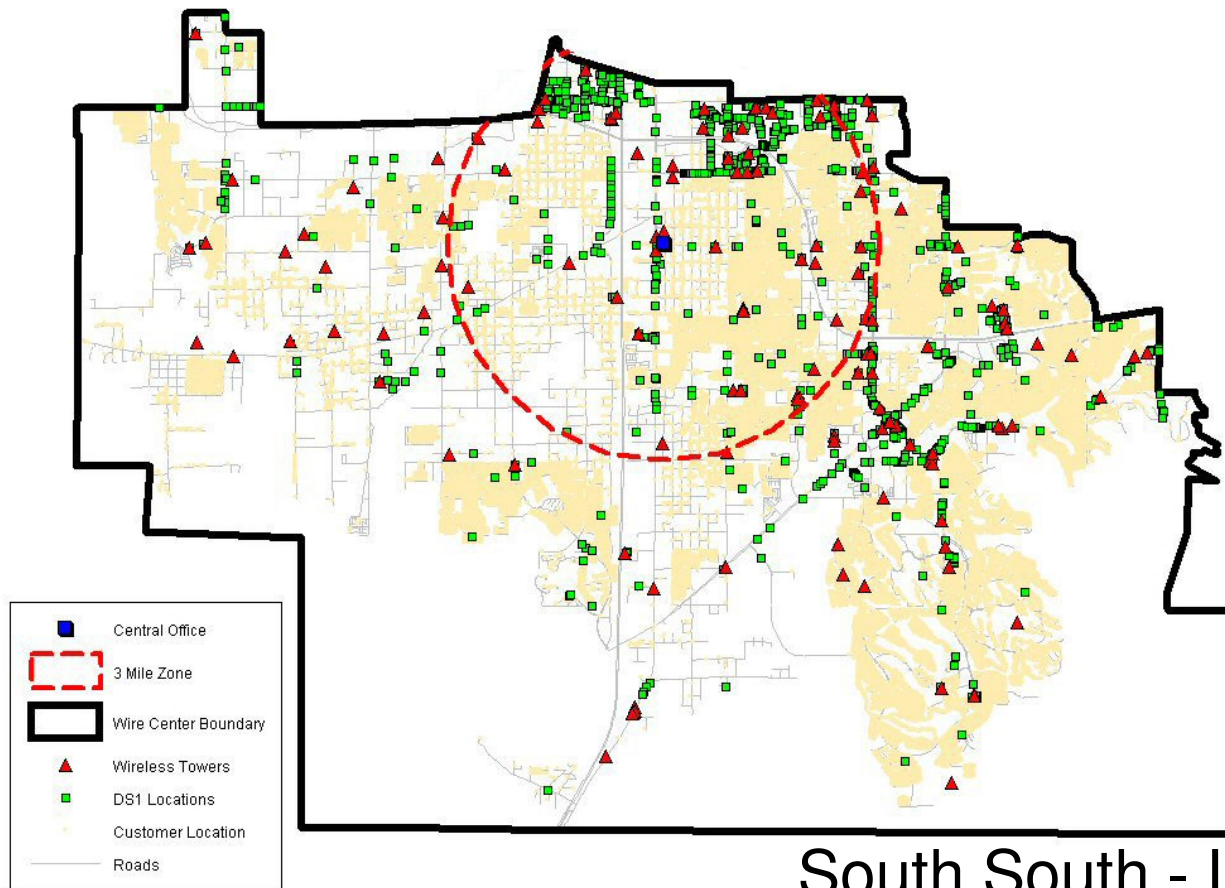 Central Office
3 Mile Zone
Wire Center Boundary
Wireless Towers
DS1 Locations
Customer Location
Roads
South South -